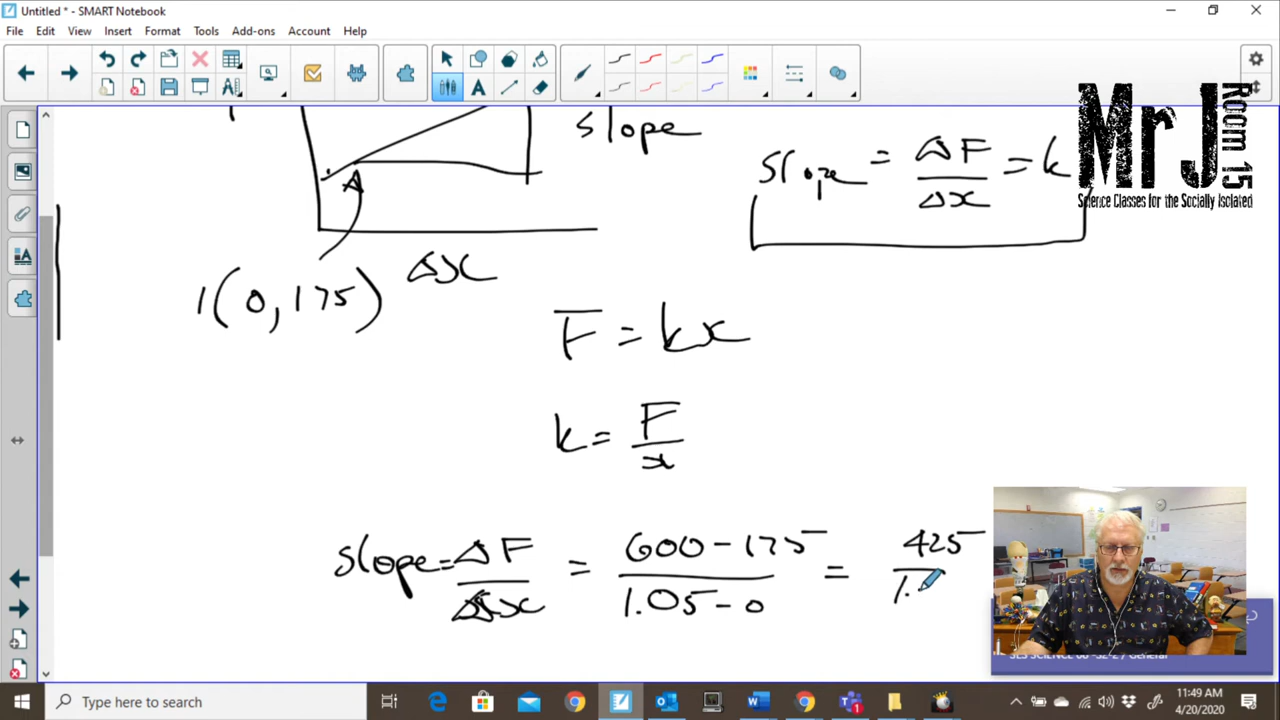 Untitled * - SMART Notebook
File Edit View Insert Format Tools Add-ons Account Help
slope
slope = ΔF/Δx = k
MrJ
Room 15
Science Classes for the Socially Isolated
A
1(0, 175)
Δx
F = kx
k = F/x
slope = ΔF/Δx = 600 - 175/1.05 - 0 = 425/1.
Type here to search
11:49 AM
4/20/2020